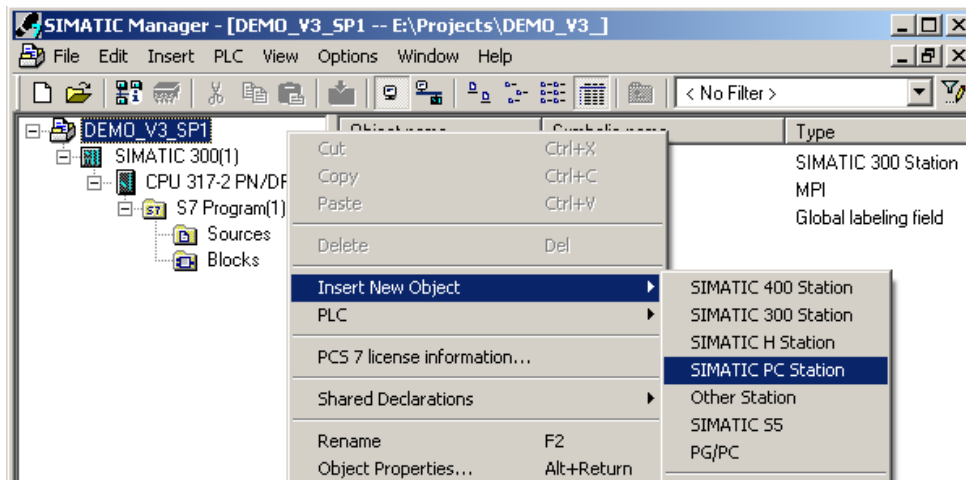 SIMATIC Manager - [DEMO_V3_SP1 -- E:\Projects\DEMO_V3_]
File Edit Insert PLC View Options Window Help
< No Filter >
DEMO_V3_SP1
SIMATIC 300(1)
CPU 317-2 PN/DP
S7 Program(1)
Sources
Blocks
Object name Symbolic name Type
SIMATIC 300 Station
MPI
Global labeling field
Cut Ctrl+X
Copy Ctrl+C
Paste Ctrl+V
Delete Del
Insert New Object
PLC
PCS 7 license information...
Shared Declarations
Rename F2
Object Properties... Alt+Return
SIMATIC 400 Station
SIMATIC 300 Station
SIMATIC H Station
SIMATIC PC Station
Other Station
SIMATIC S5
PG/PC